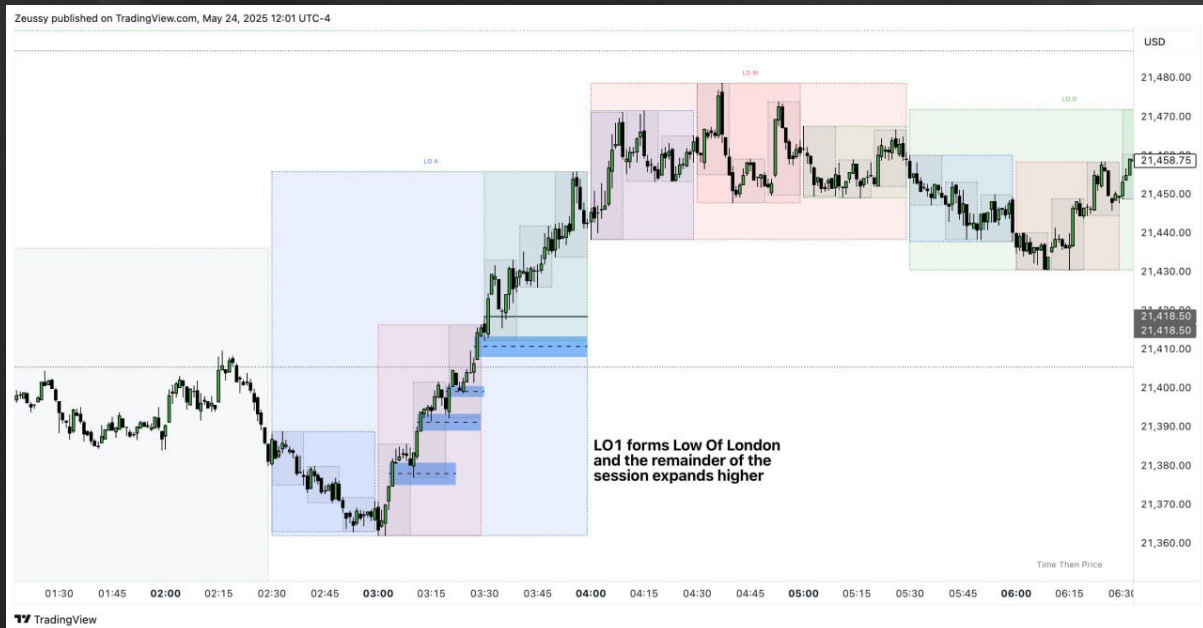 Zeussy published on TradingView.com, May 24, 2025 12:01 UTC-4
USD
LO M
21,480.00
LO D
21,470.00
LO A
21,458.75
21,450.00
21,440.00
21,430.00
21,418.50
21,418.50
21,410.00
21,400.00
21,390.00
LO1 forms Low Of London
and the remainder of the
session expands higher
21,380.00
21,370.00
21,360.00
Time Then Price
01:30 01:45 02:00 02:15 02:30 02:45 03:00 03:15 03:30 03:45 04:00 04:15 04:30 04:45 05:00 05:15 05:30 05:45 06:00 06:15 06:30
TradingView